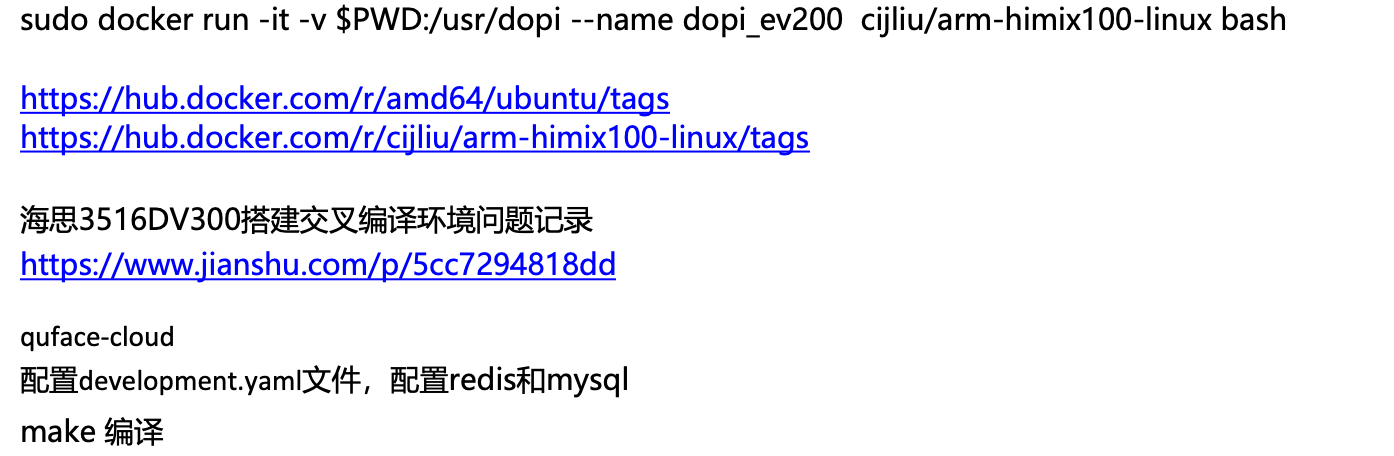 sudo docker run -it -v $PWD:/usr/dopi --name dopi_ev200  cijliu/arm-himix100-linux bash
https://hub.docker.com/r/amd64/ubuntu/tags
https://hub.docker.com/r/cijliu/arm-himix100-linux/tags
海思3516DV300搭建交叉编译环境问题记录
https://www.jianshu.com/p/5cc7294818dd
quface-cloud
配置development.yaml文件，配置redis和mysql
make 编译